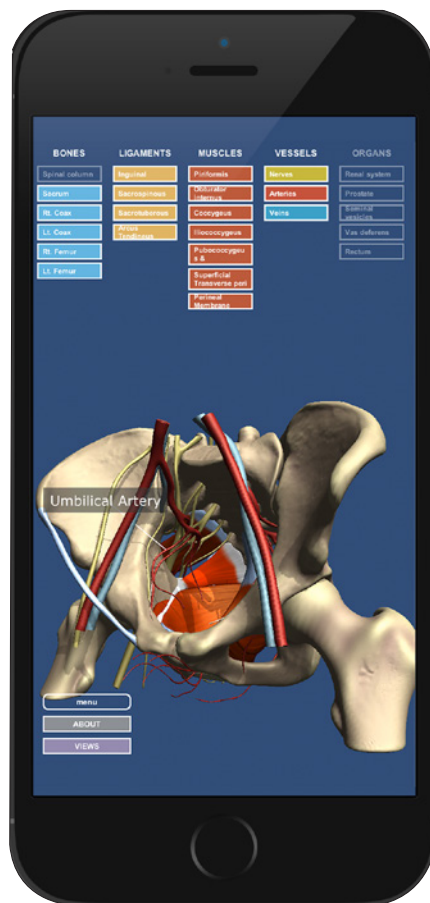 BONES
Spinal column
Sacrum
Rt. Coax
Lt. Coax
Rt. Femur
Lt. Femur
LIGAMENTS
Inguinal
Sacrospinous
Sacrotuberous
Arcus
Tendineus
MUSCLES
Piriformis
Obturator
internus
Coccygeus
Iliococcygeus
Pubococcygeu
s &
Superficial
Transverse peri
Perineal
Membrane
VESSELS
Nerves
Arteries
Veins
ORGANS
Renal system
Prostate
Seminal
vesicles
Vas deferens
Rectum
Umbilical Artery
menu
ABOUT
VIEWS